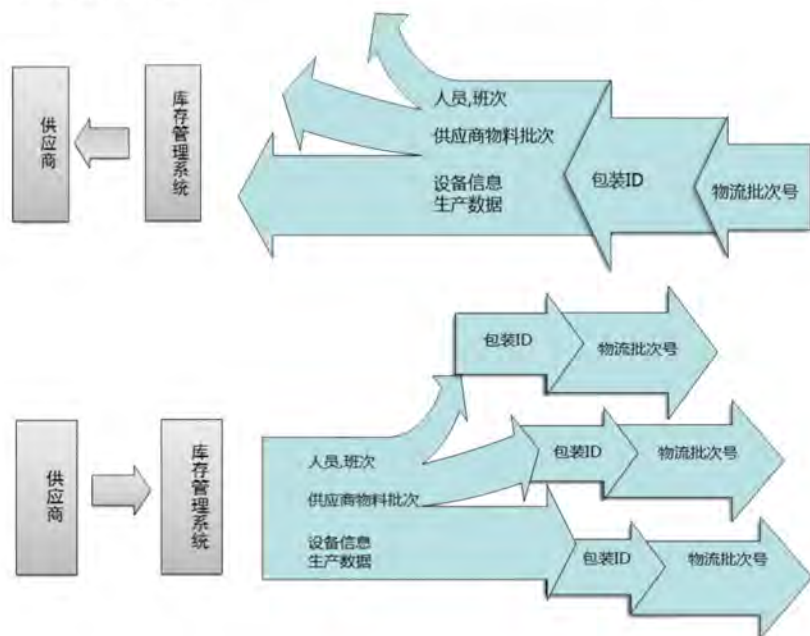 供应商
库存管理系统
人员,班次
供应商物料批次
设备信息
生产数据
包装ID
物流批次号
包装ID
物流批次号
供应商
库存管理系统
人员,班次
供应商物料批次
设备信息
生产数据
包装ID
物流批次号
包装ID
物流批次号